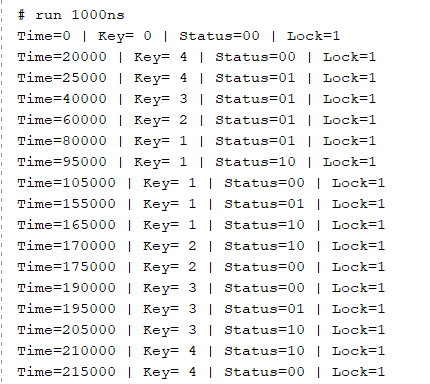 # run 1000ns
Time=0 | Key= 0 | Status=00 | Lock=1
Time=20000 | Key= 4 | Status=00 | Lock=1
Time=25000 | Key= 4 | Status=01 | Lock=1
Time=40000 | Key= 3 | Status=01 | Lock=1
Time=60000 | Key= 2 | Status=01 | Lock=1
Time=80000 | Key= 1 | Status=01 | Lock=1
Time=95000 | Key= 1 | Status=10 | Lock=1
Time=105000 | Key= 1 | Status=00 | Lock=1
Time=155000 | Key= 1 | Status=01 | Lock=1
Time=165000 | Key= 1 | Status=10 | Lock=1
Time=170000 | Key= 2 | Status=10 | Lock=1
Time=175000 | Key= 2 | Status=00 | Lock=1
Time=190000 | Key= 3 | Status=00 | Lock=1
Time=195000 | Key= 3 | Status=01 | Lock=1
Time=205000 | Key= 3 | Status=10 | Lock=1
Time=210000 | Key= 4 | Status=10 | Lock=1
Time=215000 | Key= 4 | Status=00 | Lock=1